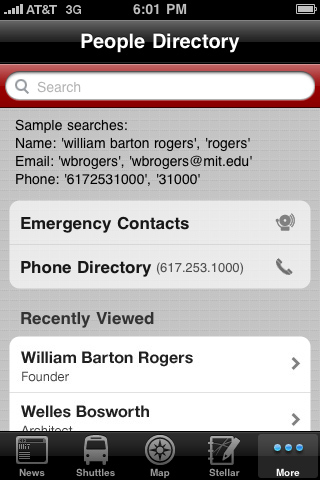 AT&T 3G 6:01 PM
People Directory
Search
Sample searches:
Name: 'william barton rogers', 'rogers'
Email: 'wbrogers', 'wbrogers@mit.edu'
Phone: '6172531000', '31000'
Emergency Contacts
Phone Directory (617.253.1000)
Recently Viewed
William Barton Rogers
Founder
Welles Bosworth
Architect
News Shuttles Map Stellar More